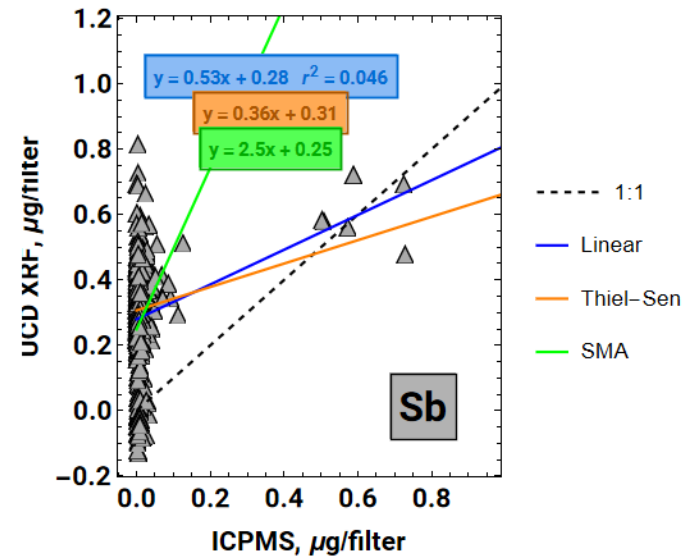 1.2
1.0
0.8
0.6
0.4
0.2
0.0
−0.2
UCD XRF, μg/filter
y = 0.53x + 0.28 r² = 0.046
y = 0.36x + 0.31
y = 2.5x + 0.25
Sb
0.0 0.2 0.4 0.6 0.8
ICPMS, μg/filter
1:1
Linear
Thiel−Sen
SMA